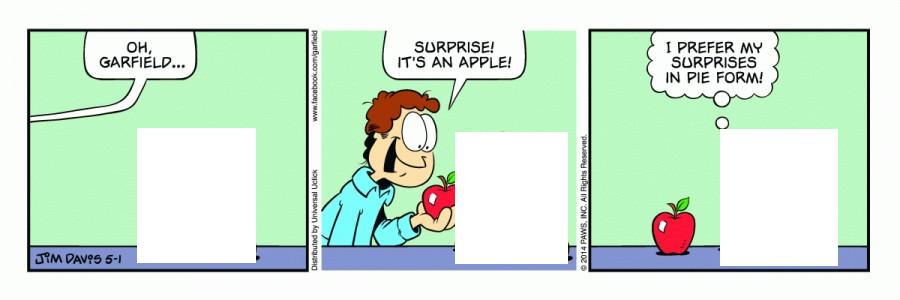 OH,
GARFIELD...
JIM DAVIS 5-1
www.facebook.com/garfield
Distributed by Universal Uclick
SURPRISE!
IT'S AN APPLE!
© 2014 PAWS, INC. All Rights Reserved.
I PREFER MY
SURPRISES
IN PIE FORM!